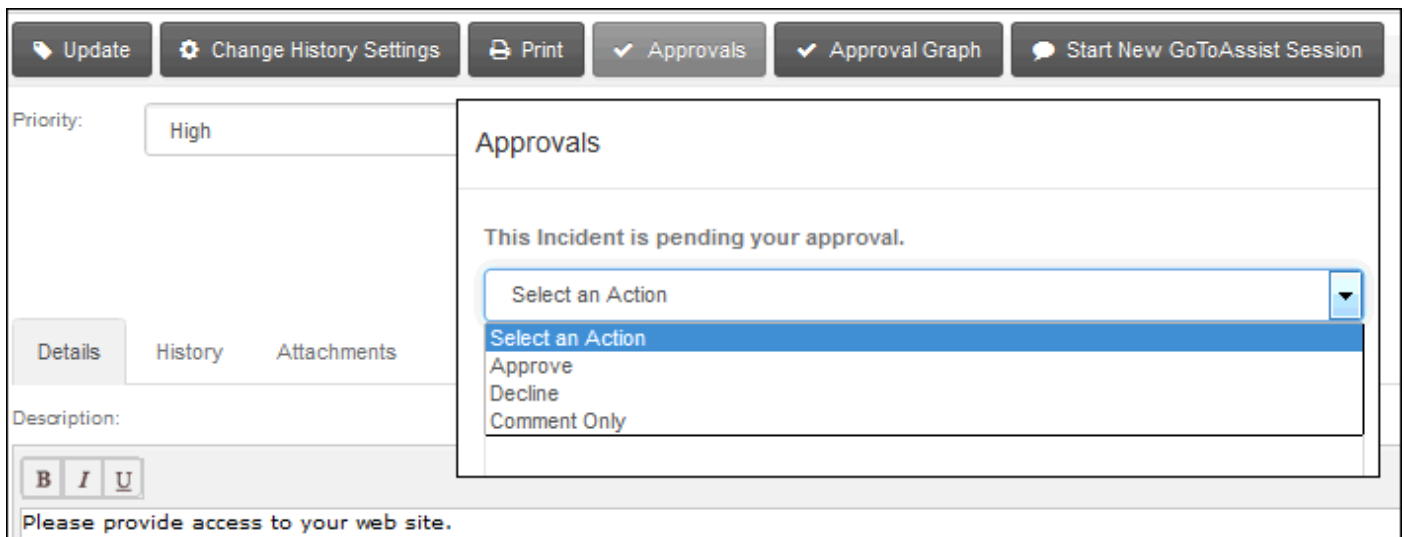 Update Change History Settings Print Approvals Approval Graph Start New GoToAssist Session
Priority: High
Approvals
This Incident is pending your approval.
Select an Action
Select an Action
Approve
Decline
Comment Only
Details History Attachments
Description:
B I U
Please provide access to your web site.